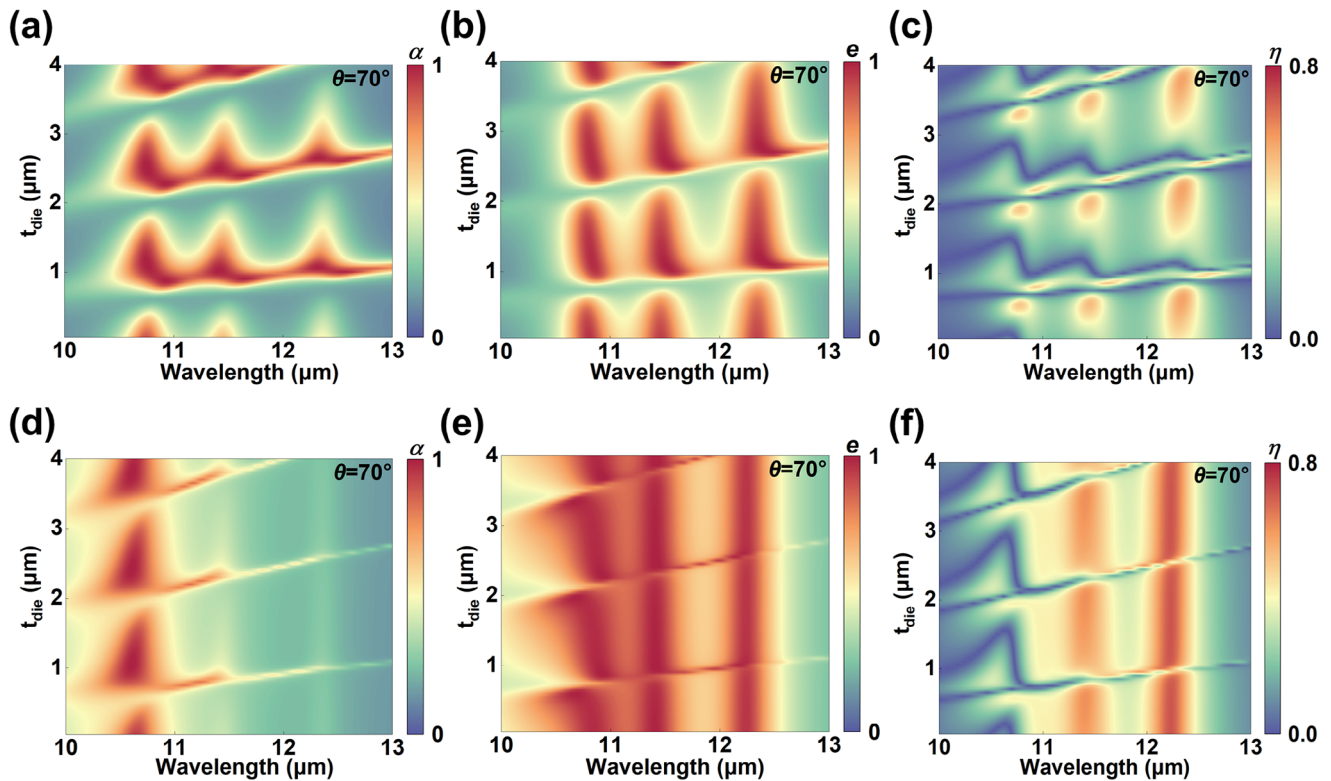 (a)
α
θ=70°
1
0
4
3
2
1
t_die (μm)
10
11
12
13
Wavelength (μm)
(b)
e
θ=70°
1
0
4
3
2
1
t_die (μm)
10
11
12
13
Wavelength (μm)
(c)
η
θ=70°
0.8
0.0
4
3
2
1
t_die (μm)
10
11
12
13
Wavelength (μm)
(d)
α
θ=70°
1
0
4
3
2
1
t_die (μm)
10
11
12
13
Wavelength (μm)
(e)
e
θ=70°
1
0
4
3
2
1
t_die (μm)
10
11
12
13
Wavelength (μm)
(f)
η
θ=70°
0.8
0.0
4
3
2
1
t_die (μm)
10
11
12
13
Wavelength (μm)